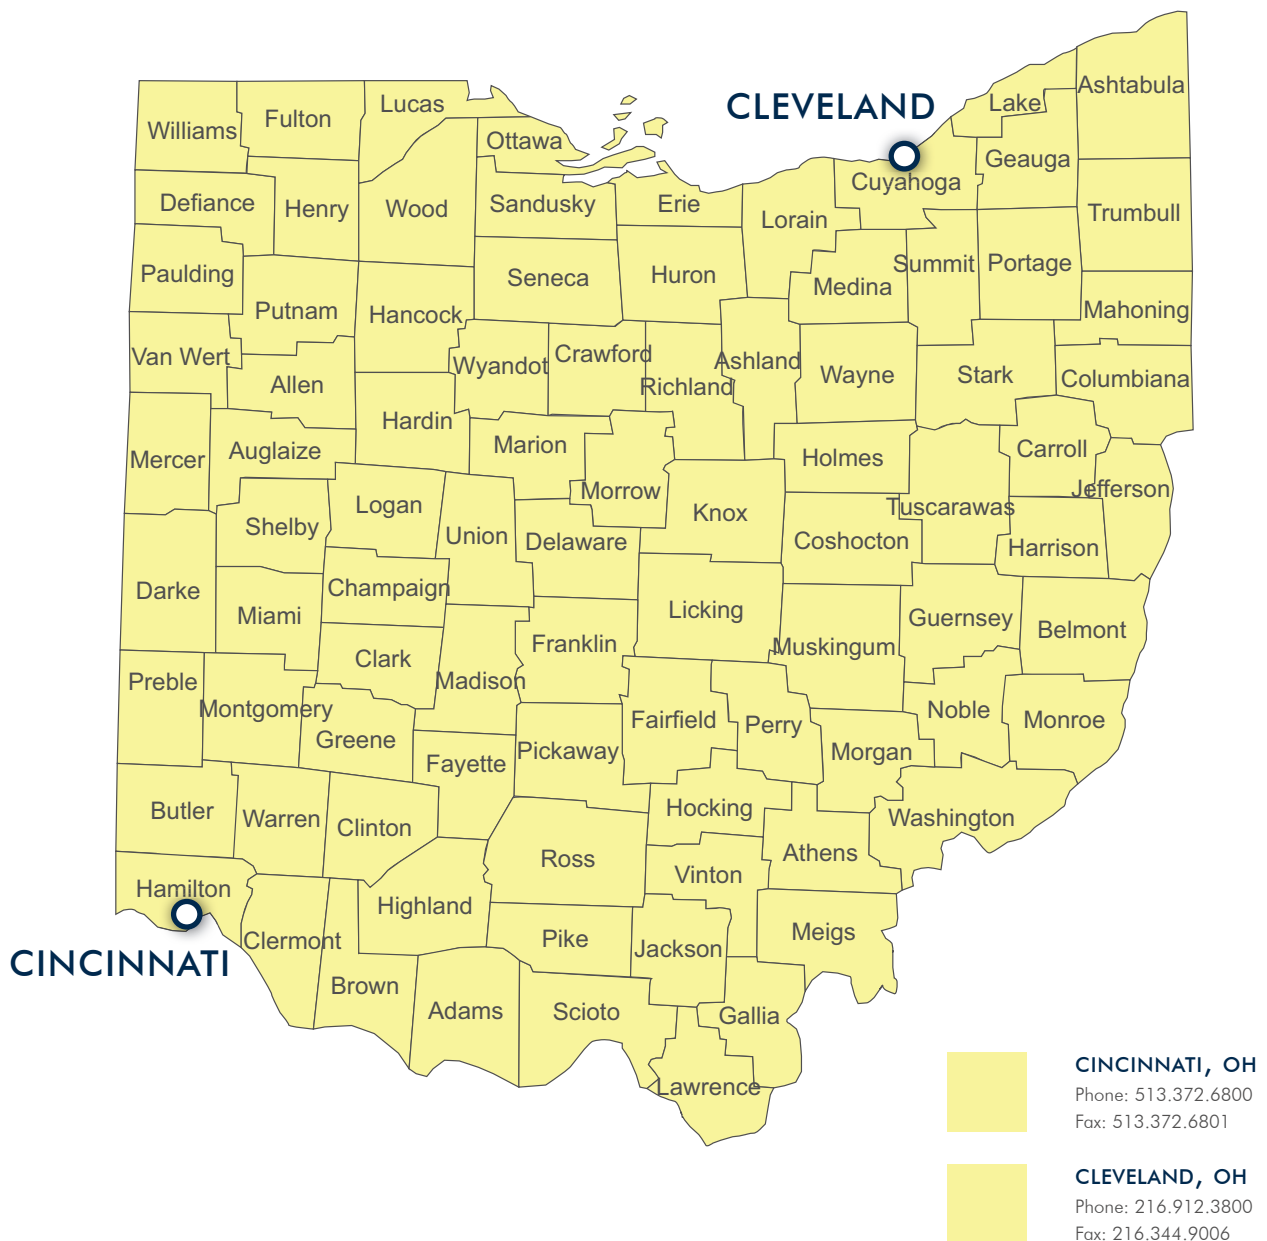 Ashtabula
CLEVELAND
Lake
Lucas
Fulton
Williams
Ottawa
Geauga
Cuyahoga
Defiance
Henry
Wood
Sandusky
Erie
Lorain
Trumbull
Paulding
Seneca
Huron
Medina
Summit
Portage
Putnam
Hancock
Mahoning
Van Wert
Allen
Wyandot
Crawford
Richland
Ashland
Wayne
Stark
Columbiana
Hardin
Mercer
Auglaize
Marion
Morrow
Holmes
Carroll
Jefferson
Logan
Shelby
Union
Delaware
Knox
Coshocton
Tuscarawas
Harrison
Darke
Miami
Champaign
Licking
Guernsey
Belmont
Clark
Franklin
Muskingum
Preble
Montgomery
Madison
Greene
Fayette
Pickaway
Fairfield
Perry
Morgan
Noble
Monroe
Butler
Warren
Clinton
Ross
Hocking
Athens
Washington
Hamilton
Highland
Vinton
CINCINNATI
Clermont
Pike
Jackson
Meigs
Brown
Adams
Scioto
Gallia
Lawrence
CINCINNATI, OH
Phone: 513.372.6800
Fax: 513.372.6801
CLEVELAND, OH
Phone: 216.912.3800
Fax: 216.344.9006